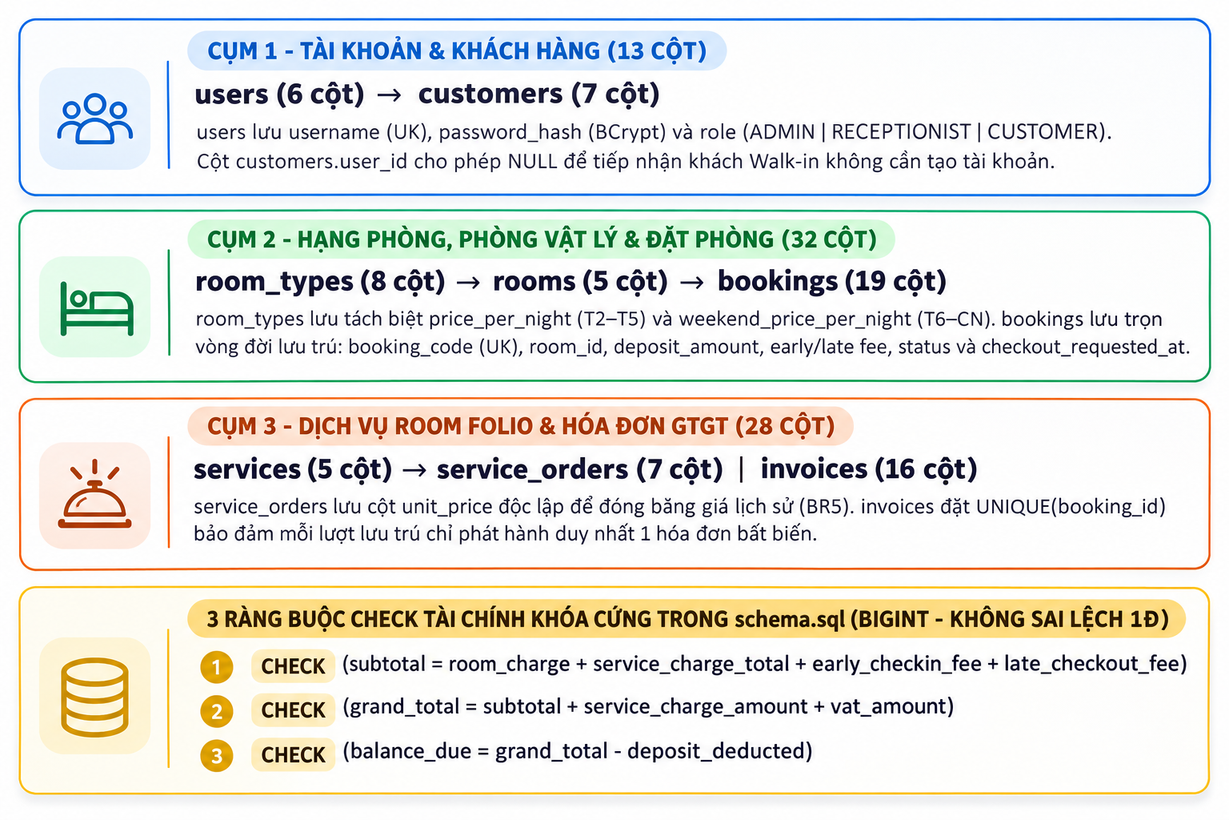 CỤM 1 - TÀI KHOẢN & KHÁCH HÀNG (13 CỘT)
users (6 cột) → customers (7 cột)
users lưu username (UK), password_hash (BCrypt) và role (ADMIN | RECEPTIONIST | CUSTOMER).
Cột customers.user_id cho phép NULL để tiếp nhận khách Walk-in không cần tạo tài khoản.
CỤM 2 - HẠNG PHÒNG, PHÒNG VẬT LÝ & ĐẶT PHÒNG (32 CỘT)
room_types (8 cột) → rooms (5 cột) → bookings (19 cột)
room_types lưu tách biệt price_per_night (T2–T5) và weekend_price_per_night (T6–CN). bookings lưu trọn
vòng đời lưu trú: booking_code (UK), room_id, deposit_amount, early/late fee, status và checkout_requested_at.
CỤM 3 - DỊCH VỤ ROOM FOLIO & HÓA ĐƠN GTGT (28 CỘT)
services (5 cột) → service_orders (7 cột) | invoices (16 cột)
service_orders lưu cột unit_price độc lập để đóng băng giá lịch sử (BR5). invoices đặt UNIQUE(booking_id)
bảo đảm mỗi lượt lưu trú chỉ phát hành duy nhất 1 hóa đơn bất biến.
3 RÀNG BUỘC CHECK TÀI CHÍNH KHÓA CỨNG TRONG schema.sql (BIGINT - KHÔNG SAI LỆCH 1Đ)
1 CHECK (subtotal = room_charge + service_charge_total + early_checkin_fee + late_checkout_fee)
2 CHECK (grand_total = subtotal + service_charge_amount + vat_amount)
3 CHECK (balance_due = grand_total - deposit_deducted)